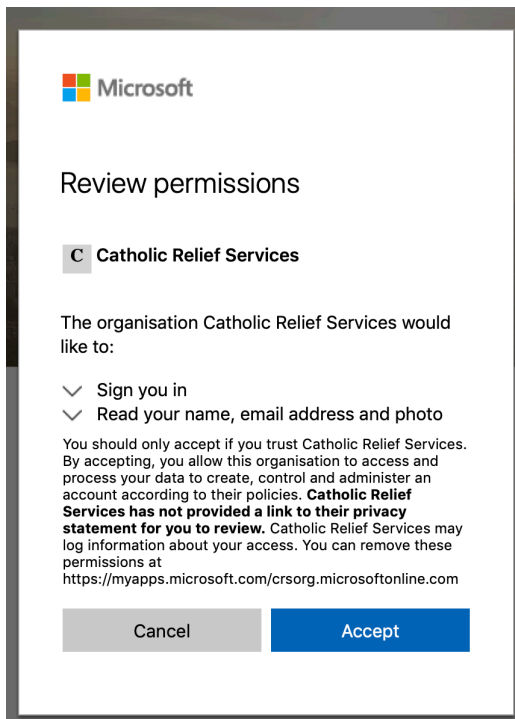 Microsoft
Review permissions
C Catholic Relief Services
The organisation Catholic Relief Services would
like to:
Sign you in
Read your name, email address and photo
You should only accept if you trust Catholic Relief Services.
By accepting, you allow this organisation to access and
process your data to create, control and administer an
account according to their policies. Catholic Relief
Services has not provided a link to their privacy
statement for you to review. Catholic Relief Services may
log information about your access. You can remove these
permissions at
https://myapps.microsoft.com/crsorg.microsoftonline.com
Cancel Accept